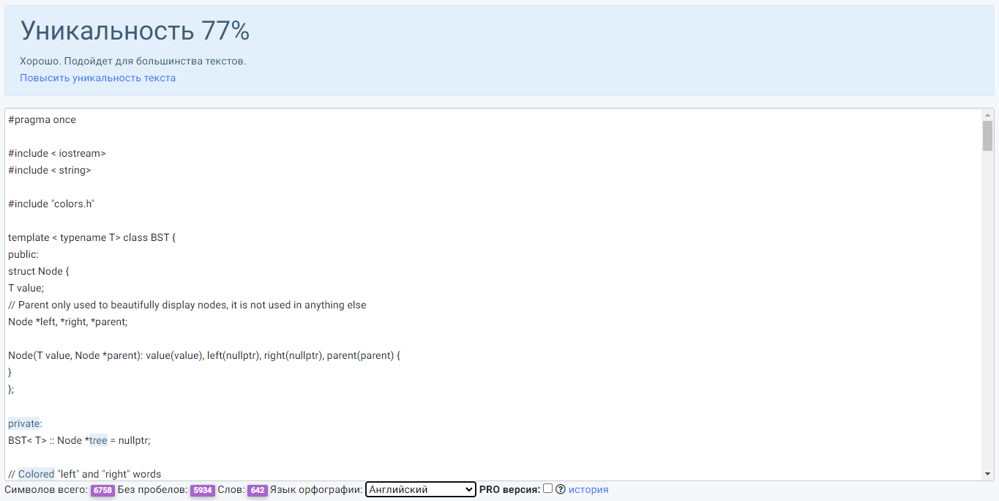 Уникальность 77%
Хорошо. Подойдет для большинства текстов.
Повысить уникальность текста
#pragma once
#include < iostream>
#include < string>
#include "colors.h"
template < typename T> class BST {
public:
struct Node {
T value;
// Parent only used to beautifully display nodes, it is not used in anything else
Node *left, *right, *parent;
Node(T value, Node *parent): value(value), left(nullptr), right(nullptr), parent(parent) {
}
};
private:
BST< T> :: Node *tree = nullptr;
// Colored "left" and "right" words
Символов всего: 6758 Без пробелов: 5934 Слов: 642 Язык орфографии: Английский PRO версия: ? история